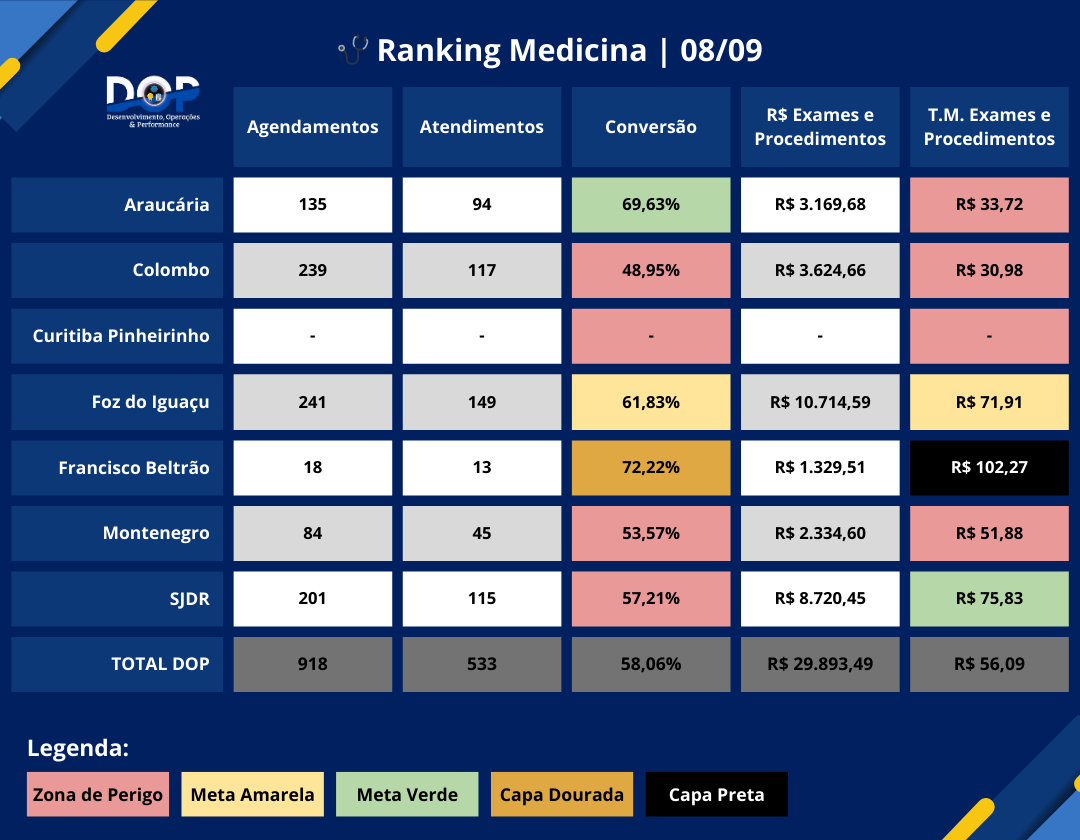 Ranking Medicina | 08/09
DOP
Desenvolvimento, Operações
& Performance
Agendamentos Atendimentos Conversão R$ Exames e Procedimentos T.M. Exames e Procedimentos
Araucária 135 94 69,63% R$ 3.169,68 R$ 33,72
Colombo 239 117 48,95% R$ 3.624,66 R$ 30,98
Curitiba Pinheirinho - - - - -
Foz do Iguaçu 241 149 61,83% R$ 10.714,59 R$ 71,91
Francisco Beltrão 18 13 72,22% R$ 1.329,51 R$ 102,27
Montenegro 84 45 53,57% R$ 2.334,60 R$ 51,88
SJDR 201 115 57,21% R$ 8.720,45 R$ 75,83
TOTAL DOP 918 533 58,06% R$ 29.893,49 R$ 56,09
Legenda:
Zona de Perigo Meta Amarela Meta Verde Capa Dourada Capa Preta